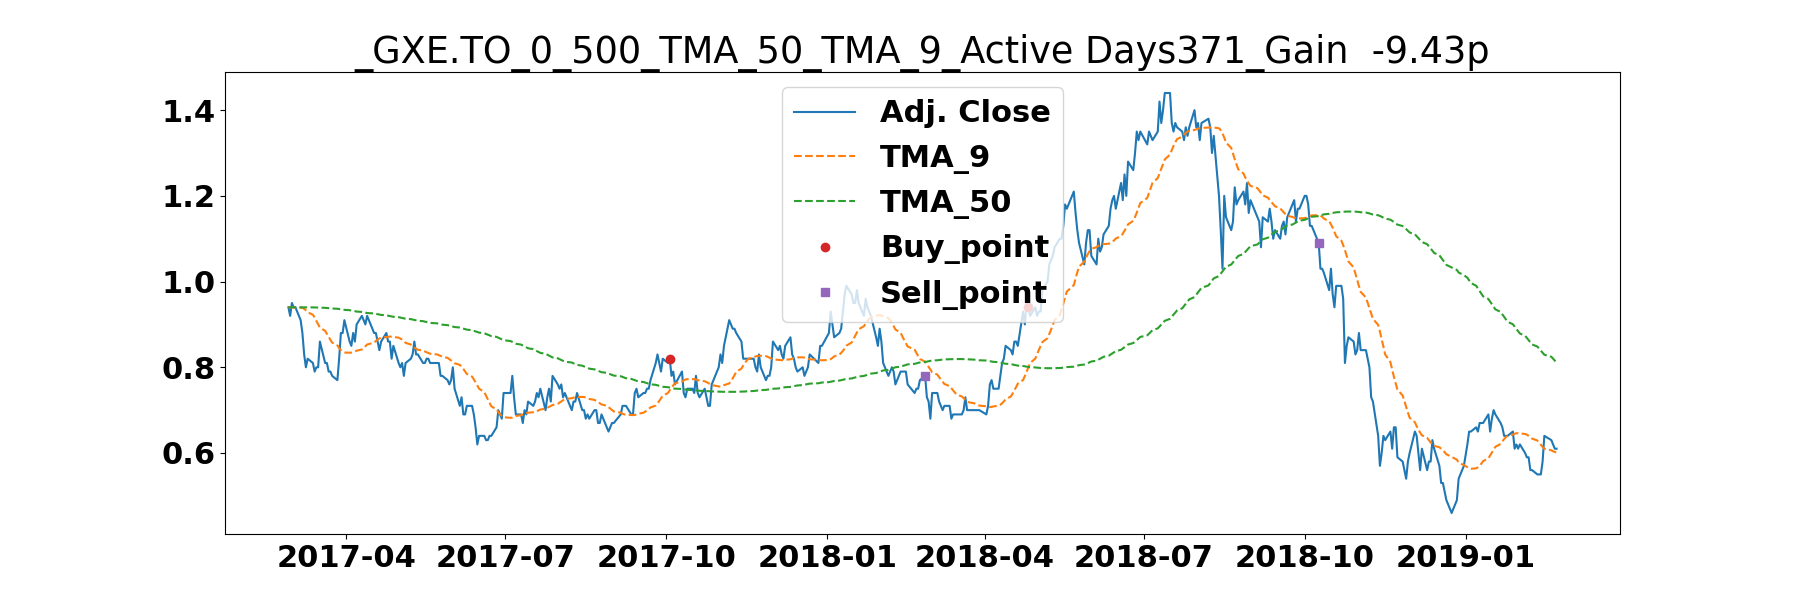 _GXE.TO_0_500_TMA_50_TMA_9_Active Days371_Gain  -9.43p
1.4
1.2
1.0
0.8
0.6
Adj. Close
TMA_9
TMA_50
Buy_point
Sell_point
2017-04 2017-07 2017-10 2018-01 2018-04 2018-07 2018-10 2019-01